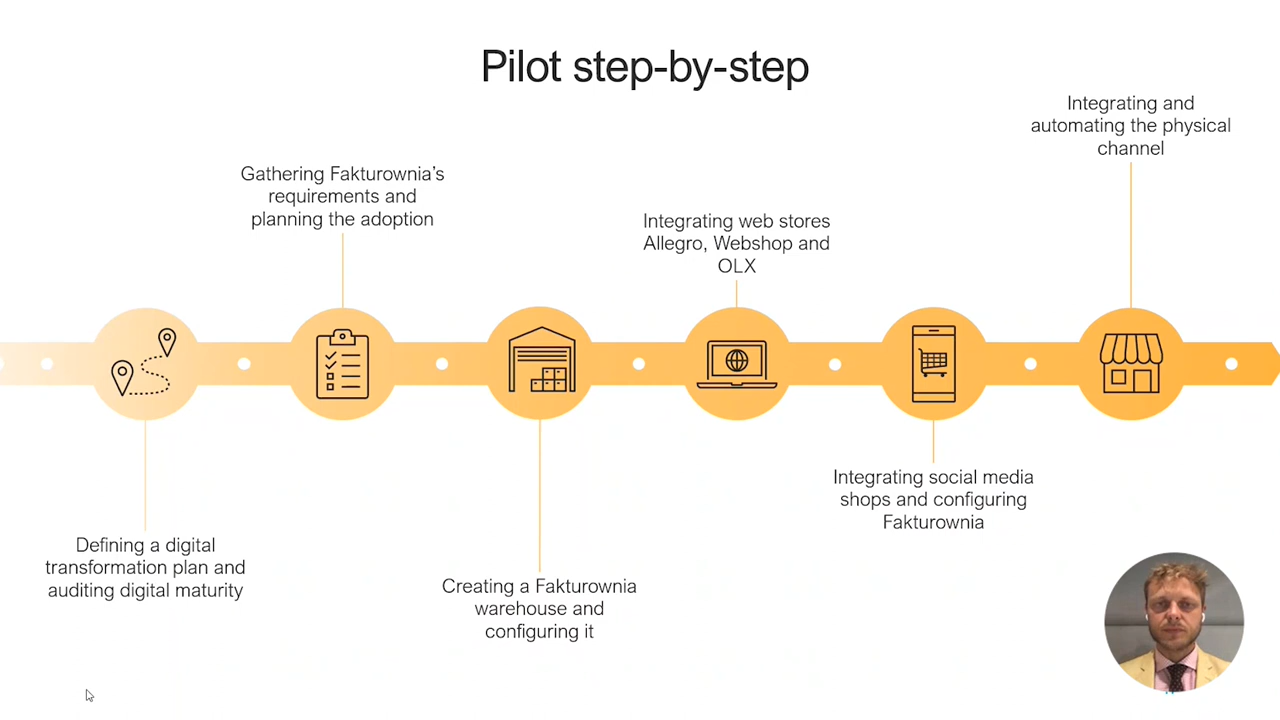 Pilot step-by-step
Defining a digital
transformation plan and
auditing digital maturity
Gathering Fakturownia’s
requirements and
planning the adoption
Creating a Fakturownia
warehouse and
configuring it
Integrating web stores
Allegro, Webshop and
OLX
Integrating social media
shops and configuring
Fakturownia
Integrating and
automating the physical
channel